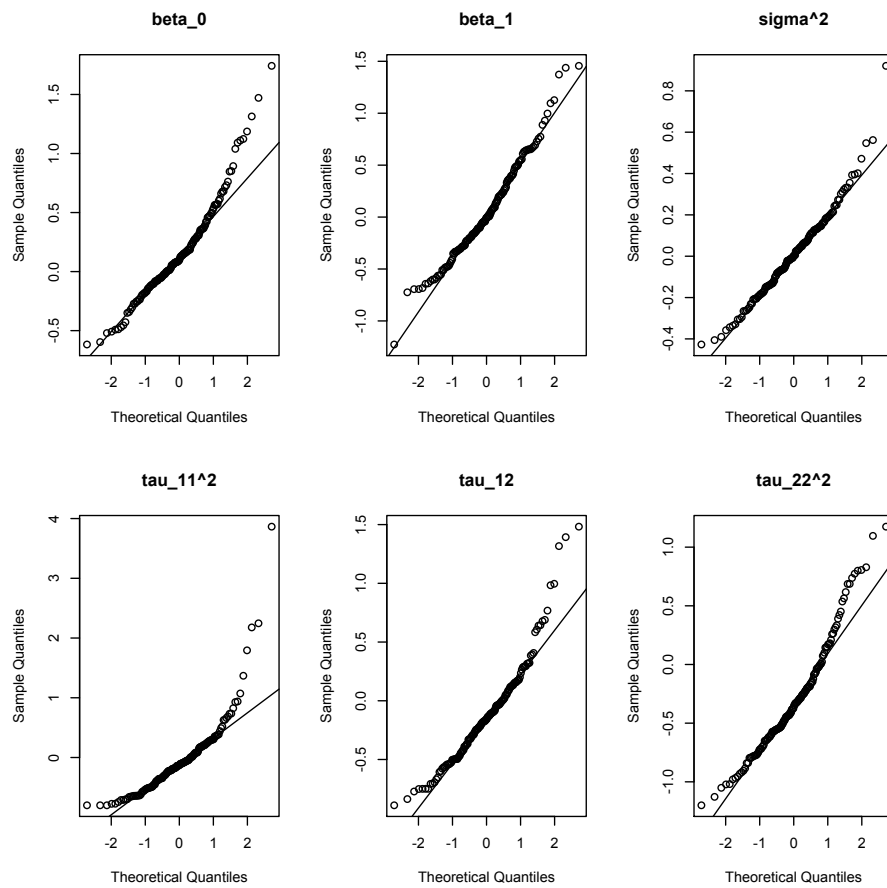 beta_0
beta_1
sigma^2
Sample Quantiles
-0.5 0.0 0.5 1.0 1.5
Sample Quantiles
-1.0 -0.5 0.0 0.5 1.0 1.5
Sample Quantiles
-0.4 -0.2 0.0 0.2 0.4 0.6 0.8
-2 -1 0 1 2
-2 -1 0 1 2
-2 -1 0 1 2
Theoretical Quantiles
Theoretical Quantiles
Theoretical Quantiles
tau_11^2
tau_12
tau_22^2
Sample Quantiles
0 1 2 3 4
Sample Quantiles
-0.5 0.0 0.5 1.0 1.5
Sample Quantiles
-1.0 -0.5 0.0 0.5 1.0
-2 -1 0 1 2
-2 -1 0 1 2
-2 -1 0 1 2
Theoretical Quantiles
Theoretical Quantiles
Theoretical Quantiles